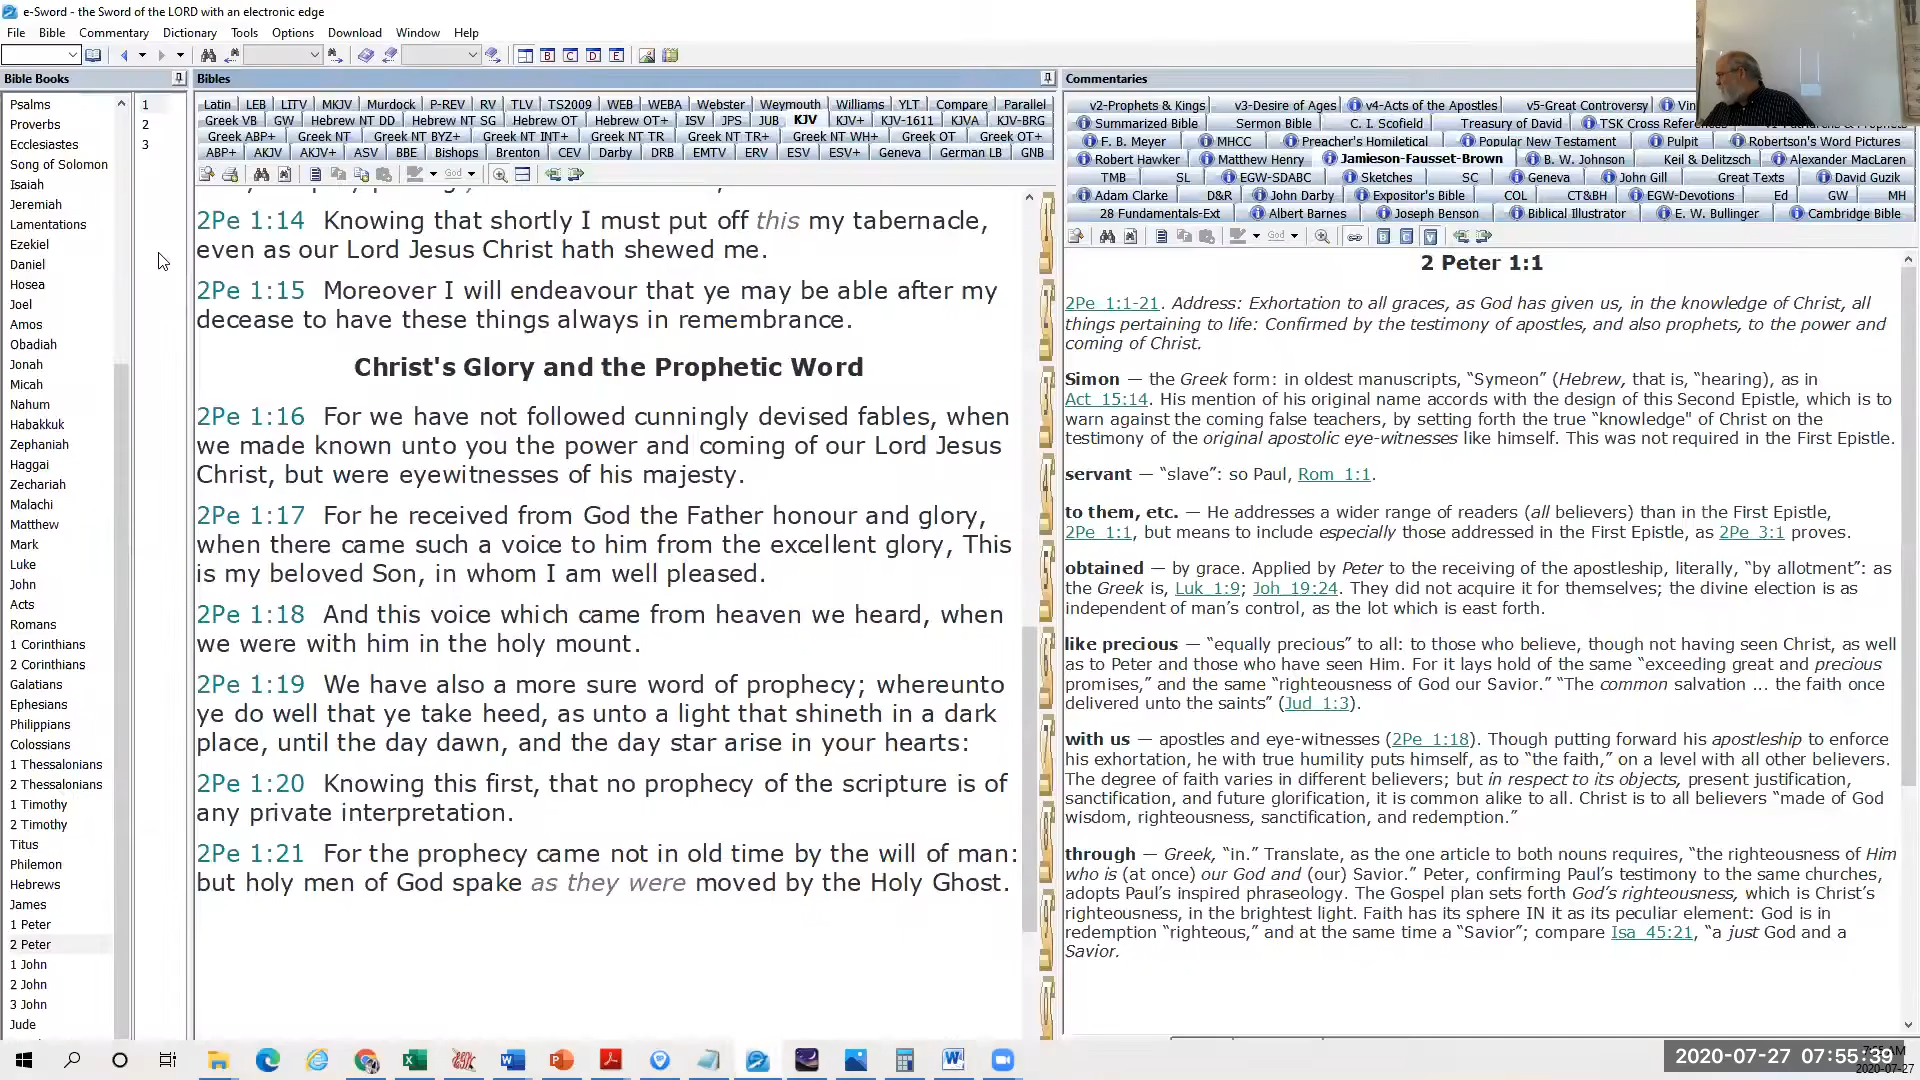 e-Sword - the Sword of the LORD with an electronic edge
File Bible Commentary Dictionary Tools Options Download Window Help
Bible Books
Psalms
Proverbs
Ecclesiastes
Song of Solomon
Isaiah
Jeremiah
Lamentations
Ezekiel
Daniel
Hosea
Joel
Amos
Obadiah
Jonah
Micah
Nahum
Habakkuk
Zephaniah
Haggai
Zechariah
Malachi
Matthew
Mark
Luke
John
Acts
Romans
1 Corinthians
2 Corinthians
Galatians
Ephesians
Philippians
Colossians
1 Thessalonians
2 Thessalonians
1 Timothy
2 Timothy
Titus
Philemon
Hebrews
James
1 Peter
2 Peter
1 John
2 John
3 John
Jude
1
2
3
Bibles
Latin LEB LITV MKJV Murdock P-REV RV TLV TS2009 WEB WEBA Webster Weymouth Williams YLT Compare Parallel
Greek VB GW Hebrew NT DD Hebrew NT SG Hebrew OT Hebrew OT+ ISV JPS JUB KJV KJV+ KJV-1611 KJVA KJV-BRG
Greek ABP+ Greek NT Greek NT BYZ+ Greek NT INT+ Greek NT TR Greek NT TR+ Greek NT WH+ Greek OT Greek OT+
ABP+ AKJV AKJV+ ASV BBE Bishops Brenton CEV Darby DRB EMTV ERV ESV ESV+ Geneva German LB GNB
2Pe 1:14 Knowing that shortly I must put off this my tabernacle,
even as our Lord Jesus Christ hath shewed me.
2Pe 1:15 Moreover I will endeavour that ye may be able after my
decease to have these things always in remembrance.
Christ's Glory and the Prophetic Word
2Pe 1:16 For we have not followed cunningly devised fables, when
we made known unto you the power and coming of our Lord Jesus
Christ, but were eyewitnesses of his majesty.
2Pe 1:17 For he received from God the Father honour and glory,
when there came such a voice to him from the excellent glory, This
is my beloved Son, in whom I am well pleased.
2Pe 1:18 And this voice which came from heaven we heard, when
we were with him in the holy mount.
2Pe 1:19 We have also a more sure word of prophecy; whereunto
ye do well that ye take heed, as unto a light that shineth in a dark
place, until the day dawn, and the day star arise in your hearts:
2Pe 1:20 Knowing this first, that no prophecy of the scripture is of
any private interpretation.
2Pe 1:21 For the prophecy came not in old time by the will of man:
but holy men of God spake as they were moved by the Holy Ghost.
Commentaries
v2-Prophets & Kings v3-Desire of Ages v4-Acts of the Apostles v5-Great Controversy
Summarized Bible Sermon Bible C. I. Scofield Treasury of David TSK Cross References
F. B. Meyer MHCC Preacher's Homiletical Popular New Testament Pulpit Robertson's Word Pictures
Robert Hawker Matthew Henry Jamieson-Fausset-Brown B. W. Johnson Keil & Delitzsch Alexander MacLaren
TMB SL EGW-SDABC Sketches SC Geneva John Gill Great Texts David Guzik
Adam Clarke D&R John Darby Expositor's Bible COL CT&BH EGW-Devotions Ed GW MH
28 Fundamentals-Ext Albert Barnes Joseph Benson Biblical Illustrator E. W. Bullinger Cambridge Bible
2 Peter 1:1
2Pe_1:1-21. Address: Exhortation to all graces, as God has given us, in the knowledge of Christ, all
things pertaining to life: Confirmed by the testimony of apostles, and also prophets, to the power and
coming of Christ.
Simon — the Greek form: in oldest manuscripts, “Symeon” (Hebrew, that is, “hearing), as in
Act_15:14. His mention of his original name accords with the design of this Second Epistle, which is to
warn against the coming false teachers, by setting forth the true “knowledge" of Christ on the
testimony of the original apostolic eye-witnesses like himself. This was not required in the First Epistle.
servant — “slave”: so Paul, Rom_1:1.
to them, etc. — He addresses a wider range of readers (all believers) than in the First Epistle,
2Pe_1:1, but means to include especially those addressed in the First Epistle, as 2Pe_3:1 proves.
obtained — by grace. Applied by Peter to the receiving of the apostleship, literally, “by allotment”: as
the Greek is, Luk_1:9; Joh_19:24. They did not acquire it for themselves; the divine election is as
independent of man’s control, as the lot which is east forth.
like precious — “equally precious” to all: to those who believe, though not having seen Christ, as well
as to Peter and those who have seen Him. For it lays hold of the same “exceeding great and precious
promises,” and the same “righteousness of God our Savior.” “The common salvation ... the faith once
delivered unto the saints” (Jud_1:3).
with us — apostles and eye-witnesses (2Pe_1:18). Though putting forward his apostleship to enforce
his exhortation, he with true humility puts himself, as to “the faith,” on a level with all other believers.
The degree of faith varies in different believers; but in respect to its objects, present justification,
sanctification, and future glorification, it is common alike to all. Christ is to all believers “made of God
wisdom, righteousness, sanctification, and redemption.”
through — Greek, “in.” Translate, as the one article to both nouns requires, “the righteousness of Him
who is (at once) our God and (our) Savior.” Peter, confirming Paul’s testimony to the same churches,
adopts Paul’s inspired phraseology. The Gospel plan sets forth God’s righteousness, which is Christ’s
righteousness, in the brightest light. Faith has its sphere IN it as its peculiar element: God is in
redemption “righteous,” and at the same time a “Savior”; compare Isa_45:21, “a just God and a
Savior.
2020-07-27 07:55:39
2020-07-27